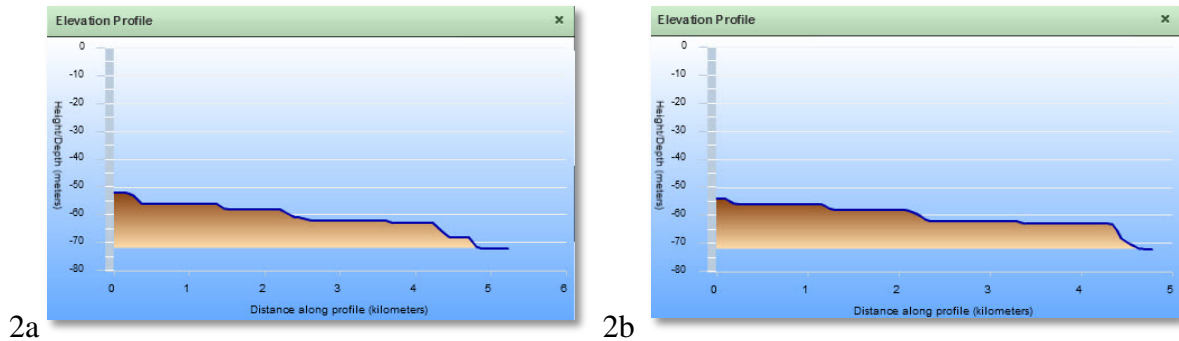 Elevation Profile ×
0
-10
-20
-30
-40
-50
-60
-70
-80
Height/Depth (meters)
0 1 2 3 4 5 6
Distance along profile (kilometers)
2a
Elevation Profile ×
0
-10
-20
-30
-40
-50
-60
-70
-80
Height/Depth (meters)
0 1 2 3 4 5
Distance along profile (kilometers)
2b